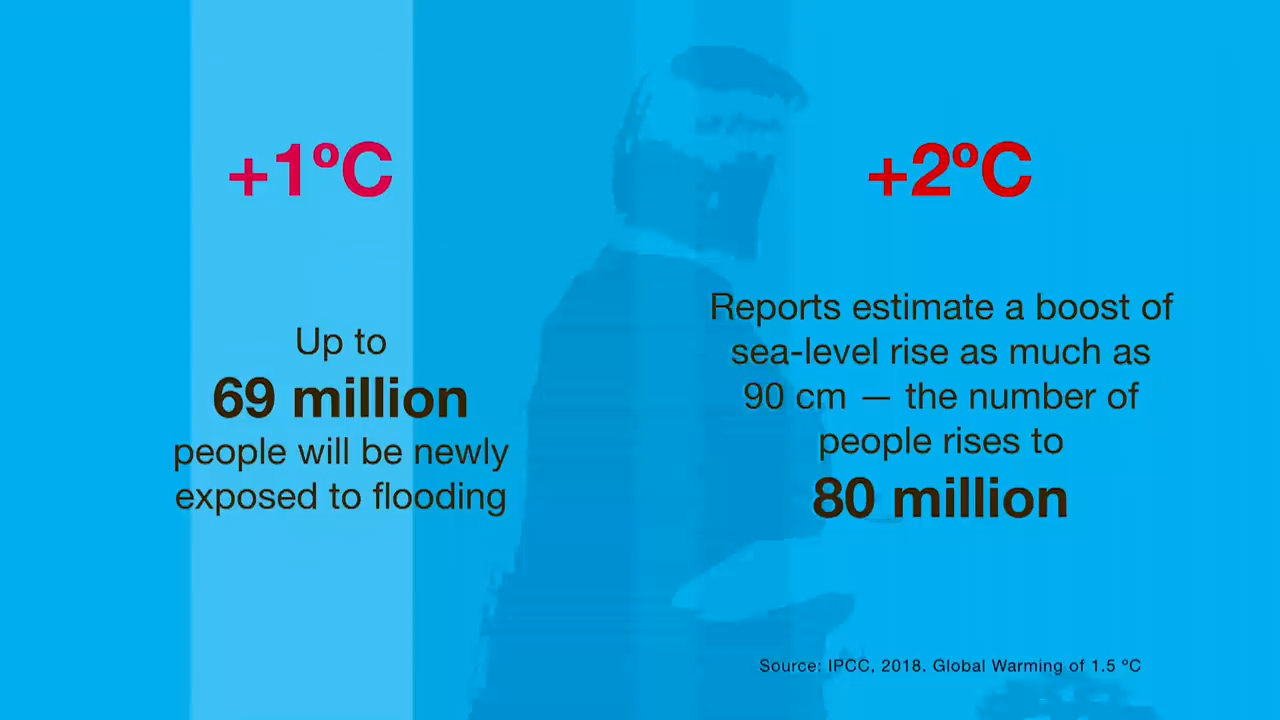 +1ºC
Up to
69 million
people will be newly
exposed to flooding
+2ºC
Reports estimate a boost of
sea-level rise as much as
90 cm — the number of
people rises to
80 million
Source: IPCC, 2018. Global Warming of 1.5 ºC